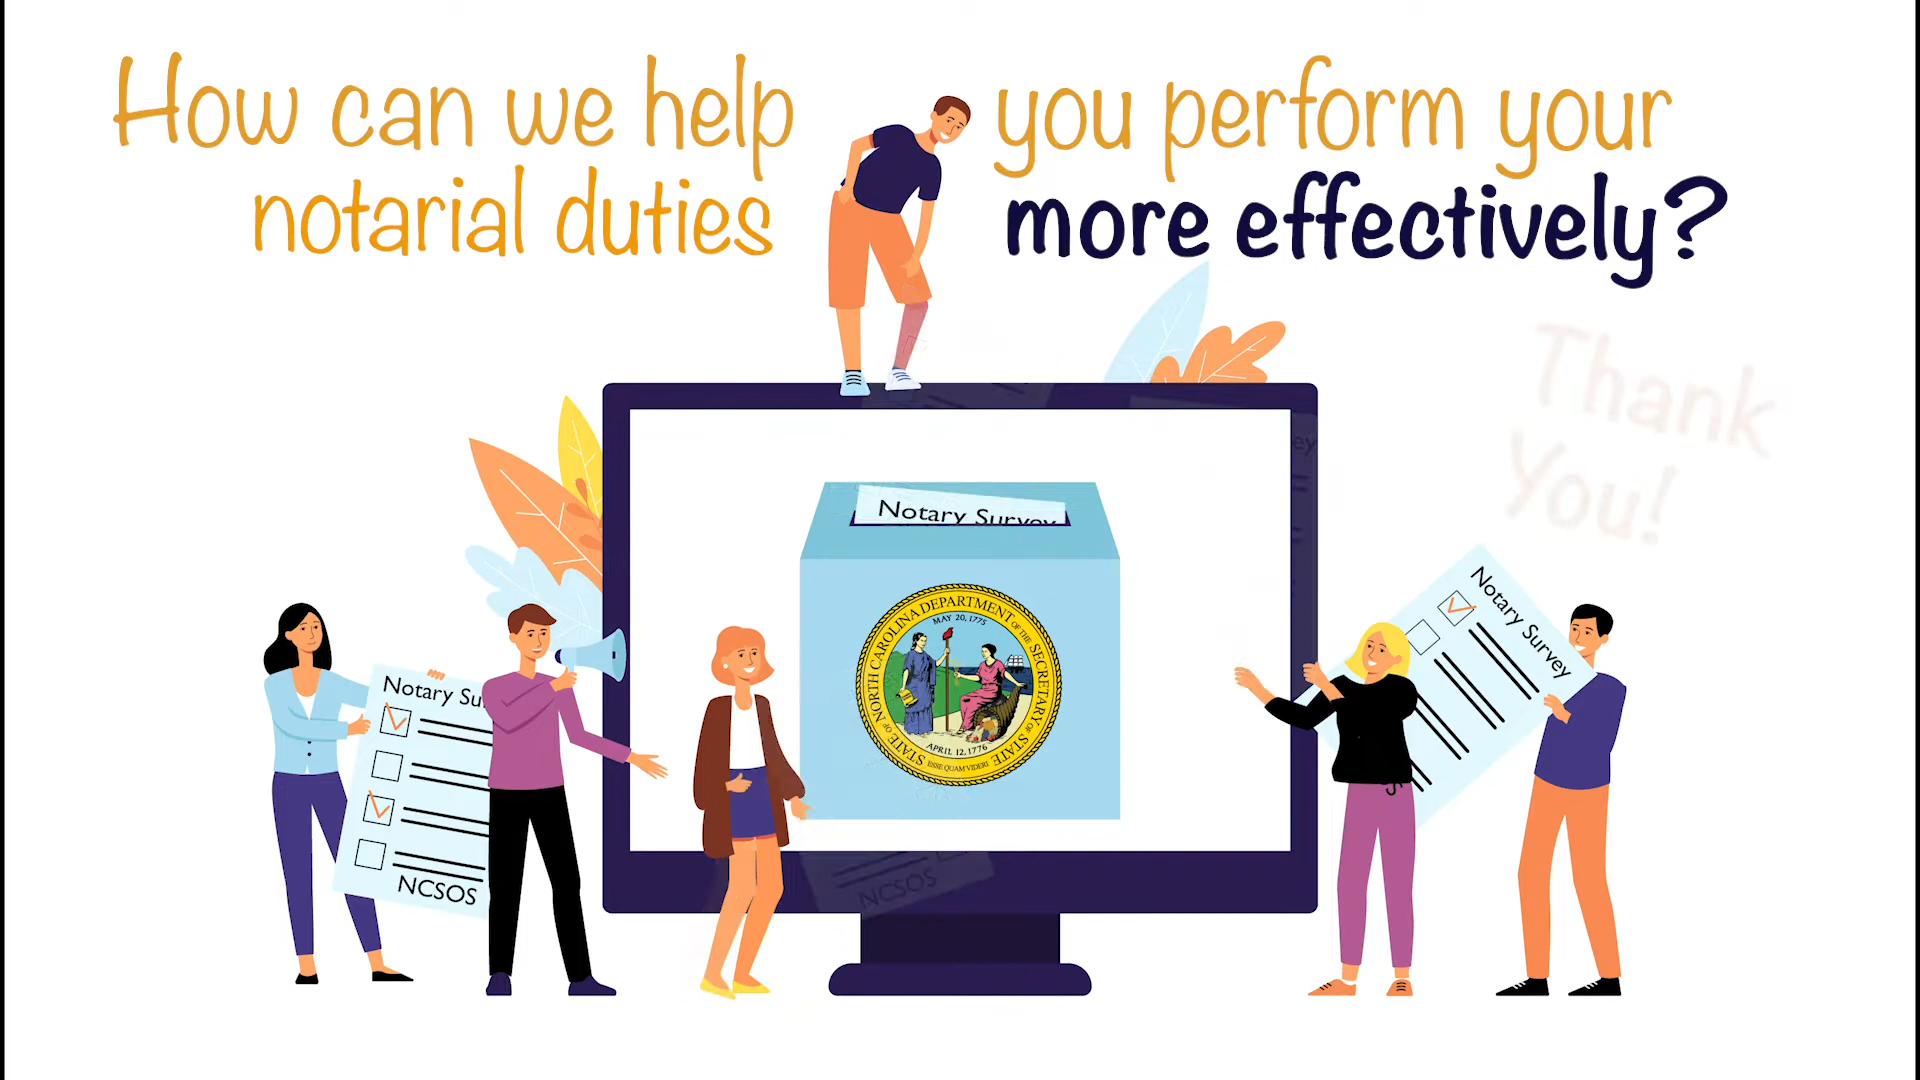 How can we help you perform your
notarial duties more effectively?
Thank
You!
Notary Survey
Notary Survey
Notary Su
NCSOS
STATE OF NORTH CAROLINA DEPARTMENT OF THE SECRETARY OF STATE
MAY 20, 1775
APRIL 12, 1776
ESSE QUAM VIDERI
NCSOS
ey